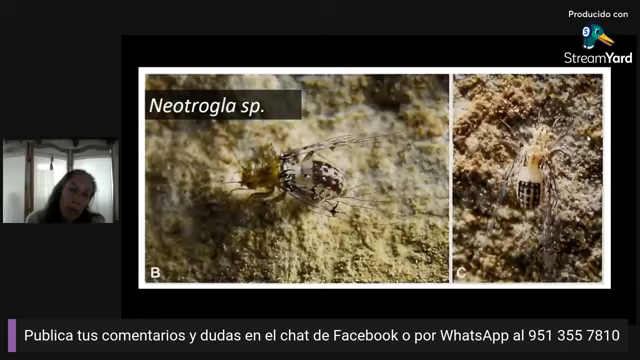 Producido con
StreamYard
Neotrogla sp.
B
C
Publica tus comentarios y dudas en el chat de Facebook o por WhatsApp al 951 355 7810